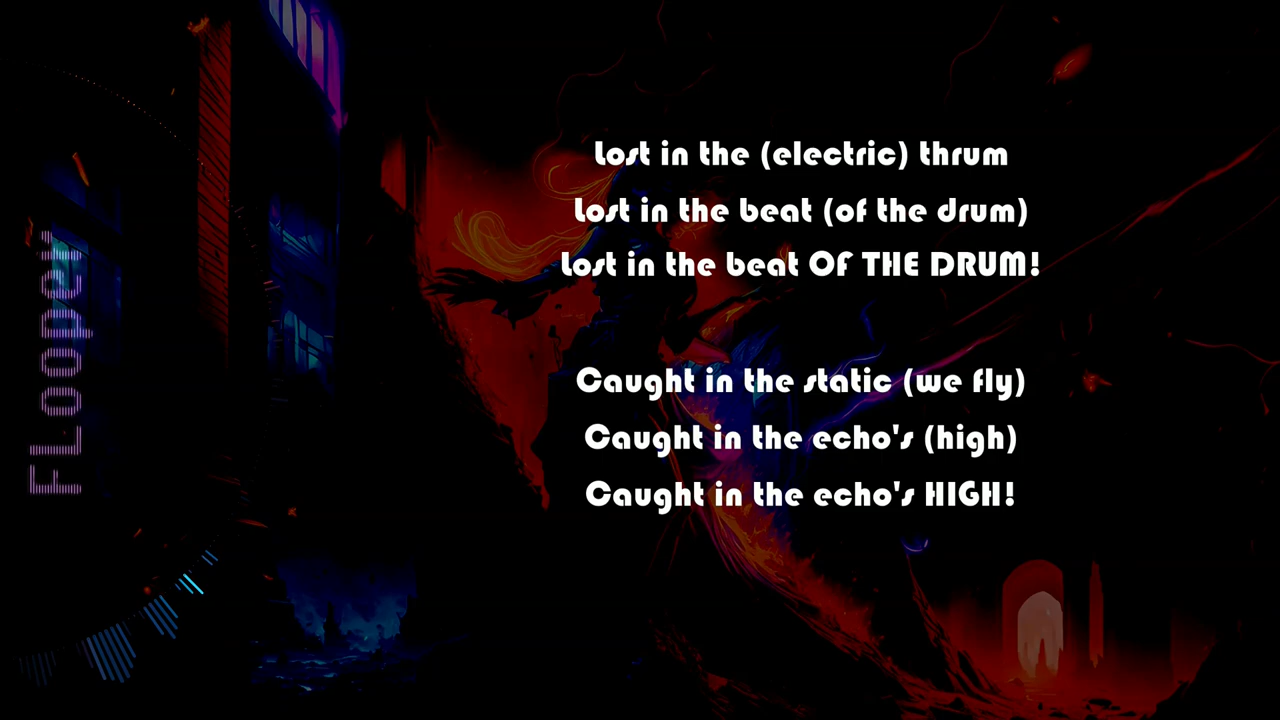 Lost in the (electric) thrum
Lost in the beat (of the drum)
Lost in the beat OF THE DRUM!
Caught in the static (we fly)
Caught in the echo's (high)
Caught in the echo's HIGH!